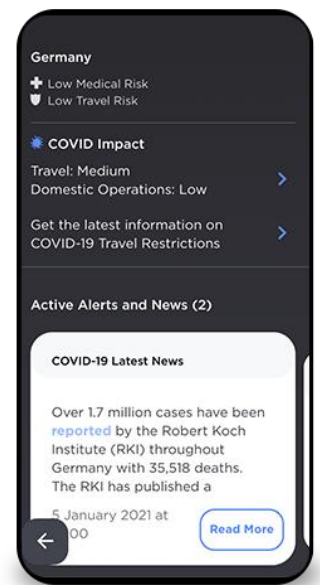 Germany
Low Medical Risk
Low Travel Risk
COVID Impact
Travel: Medium
Domestic Operations: Low
Get the latest information on
COVID-19 Travel Restrictions
Active Alerts and News (2)
COVID-19 Latest News
Over 1.7 million cases have been
reported by the Robert Koch
Institute (RKI) throughout
Germany with 35,518 deaths.
The RKI has published a
5 January 2021 at
Read More